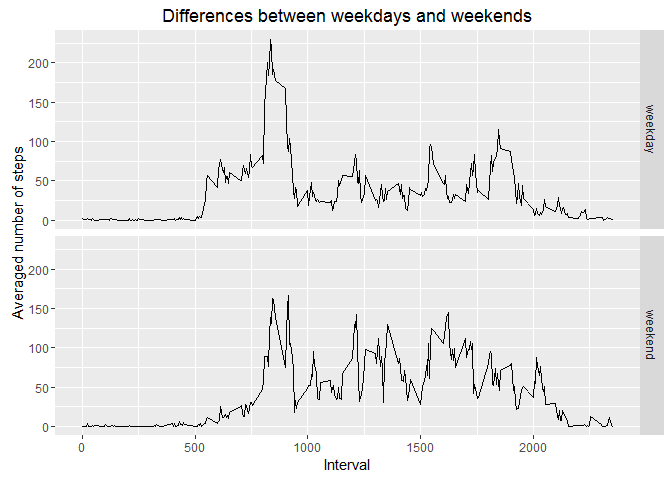 Differences between weekdays and weekends
Averaged number of steps
200
150
100
50
0
weekday
200
150
100
50
0
weekend
0 500 1000 1500 2000
Interval